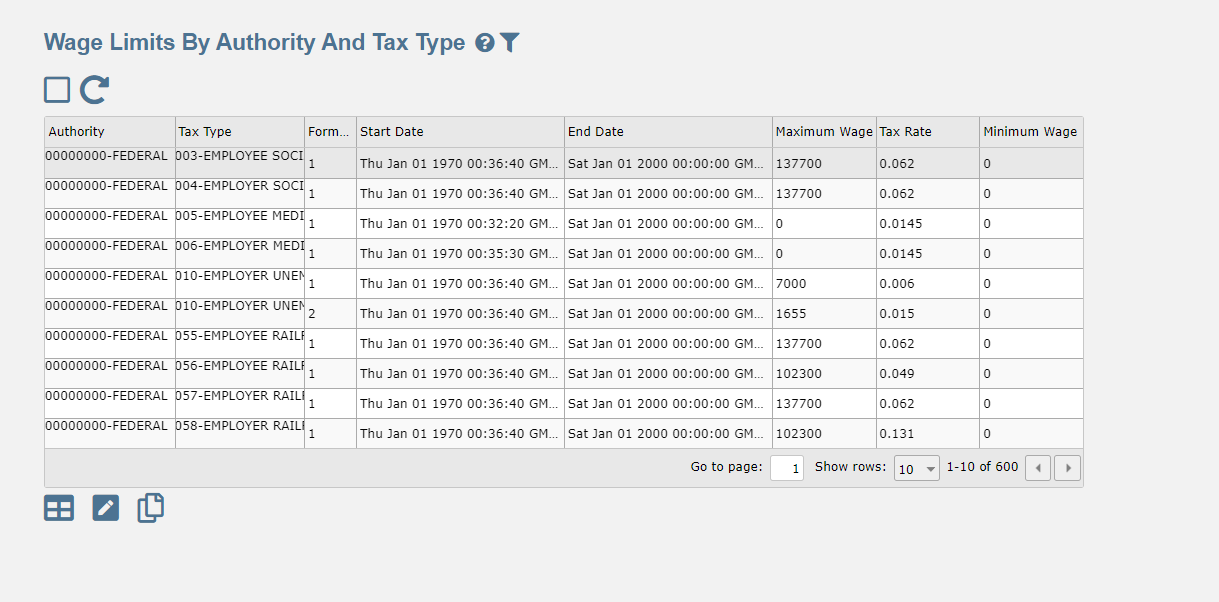 Wage Limits By Authority And Tax Type
Authority Tax Type Form... Start Date End Date Maximum Wage Tax Rate Minimum Wage
00000000-FEDERAL 003-EMPLOYEE SOCI 1 Thu Jan 01 1970 00:36:40 GM... Sat Jan 01 2000 00:00:00 GM... 137700 0.062 0
00000000-FEDERAL 004-EMPLOYER SOCI 1 Thu Jan 01 1970 00:36:40 GM... Sat Jan 01 2000 00:00:00 GM... 137700 0.062 0
00000000-FEDERAL 005-EMPLOYEE MEDI 1 Thu Jan 01 1970 00:32:20 GM... Sat Jan 01 2000 00:00:00 GM... 0 0.0145 0
00000000-FEDERAL 006-EMPLOYER MEDI 1 Thu Jan 01 1970 00:35:30 GM... Sat Jan 01 2000 00:00:00 GM... 0 0.0145 0
00000000-FEDERAL 010-EMPLOYER UNEM 1 Thu Jan 01 1970 00:36:40 GM... Sat Jan 01 2000 00:00:00 GM... 7000 0.006 0
00000000-FEDERAL 010-EMPLOYER UNEM 2 Thu Jan 01 1970 00:36:40 GM... Sat Jan 01 2000 00:00:00 GM... 1655 0.015 0
00000000-FEDERAL 055-EMPLOYEE RAILR 1 Thu Jan 01 1970 00:36:40 GM... Sat Jan 01 2000 00:00:00 GM... 137700 0.062 0
00000000-FEDERAL 056-EMPLOYEE RAILR 1 Thu Jan 01 1970 00:36:40 GM... Sat Jan 01 2000 00:00:00 GM... 102300 0.049 0
00000000-FEDERAL 057-EMPLOYER RAILR 1 Thu Jan 01 1970 00:36:40 GM... Sat Jan 01 2000 00:00:00 GM... 137700 0.062 0
00000000-FEDERAL 058-EMPLOYER RAILR 1 Thu Jan 01 1970 00:36:40 GM... Sat Jan 01 2000 00:00:00 GM... 102300 0.131 0
Go to page: 1 Show rows: 10 1-10 of 600